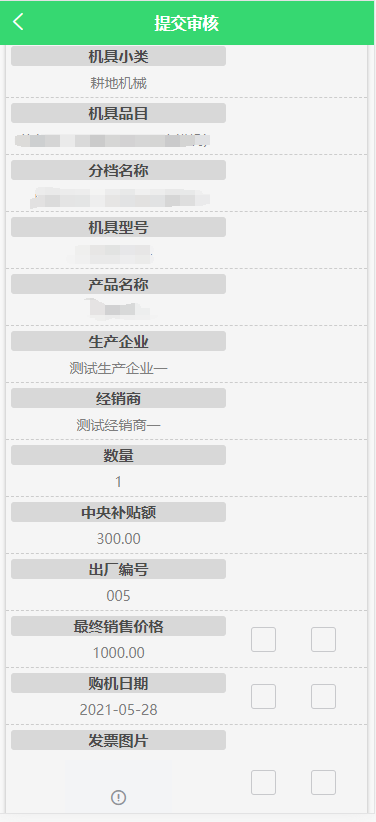 提交审核
机具小类
耕地机械
机具品目
分档名称
机具型号
产品名称
生产企业
测试生产企业一
经销商
测试经销商一
数量
1
中央补贴额
300.00
出厂编号
005
最终销售价格
1000.00
购机日期
2021-05-28
发票图片